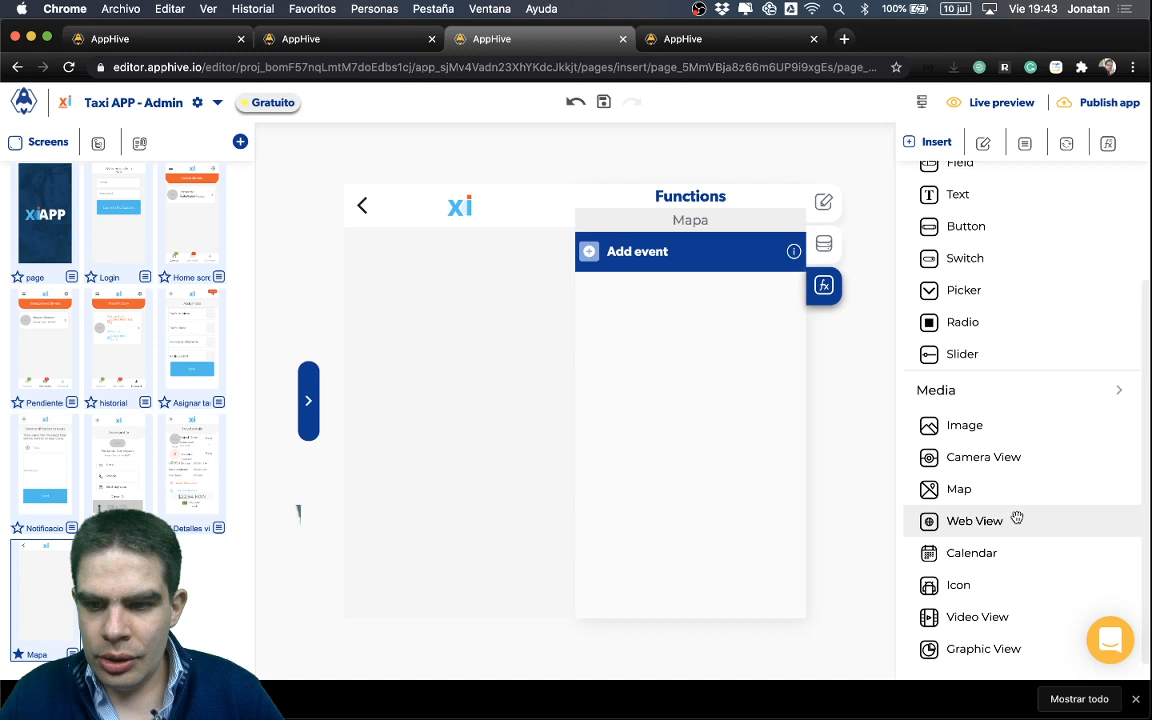 Chrome Archivo Editar Ver Historial Favoritos Personas Pestaña Ventana Ayuda 100% 10 jul Vie 19:43 Jonatan
AppHive AppHive AppHive AppHive
editor.apphive.io/editor/proj_bomF57nqLmtM7doEdbs1cj/app_sjMv4Vadn23XhYKdcJkkjt/pages/insert/page_5MmVBja8z66m6UP9i9xgEs/page_...
xi Taxi APP - Admin Gratuito Live preview Publish app
Screens Insert
Field
Text
Button
Switch
Picker
Radio
Slider
Media
Image
Camera View
Map
Web View
Calendar
Icon
Video View
Graphic View
xi
Functions
Mapa
Add event
fx
xiAPP
page Login Home scre
Pendiente historial Asignar ta
Notificacio Detalles vi
Mapa
Mostrar todo